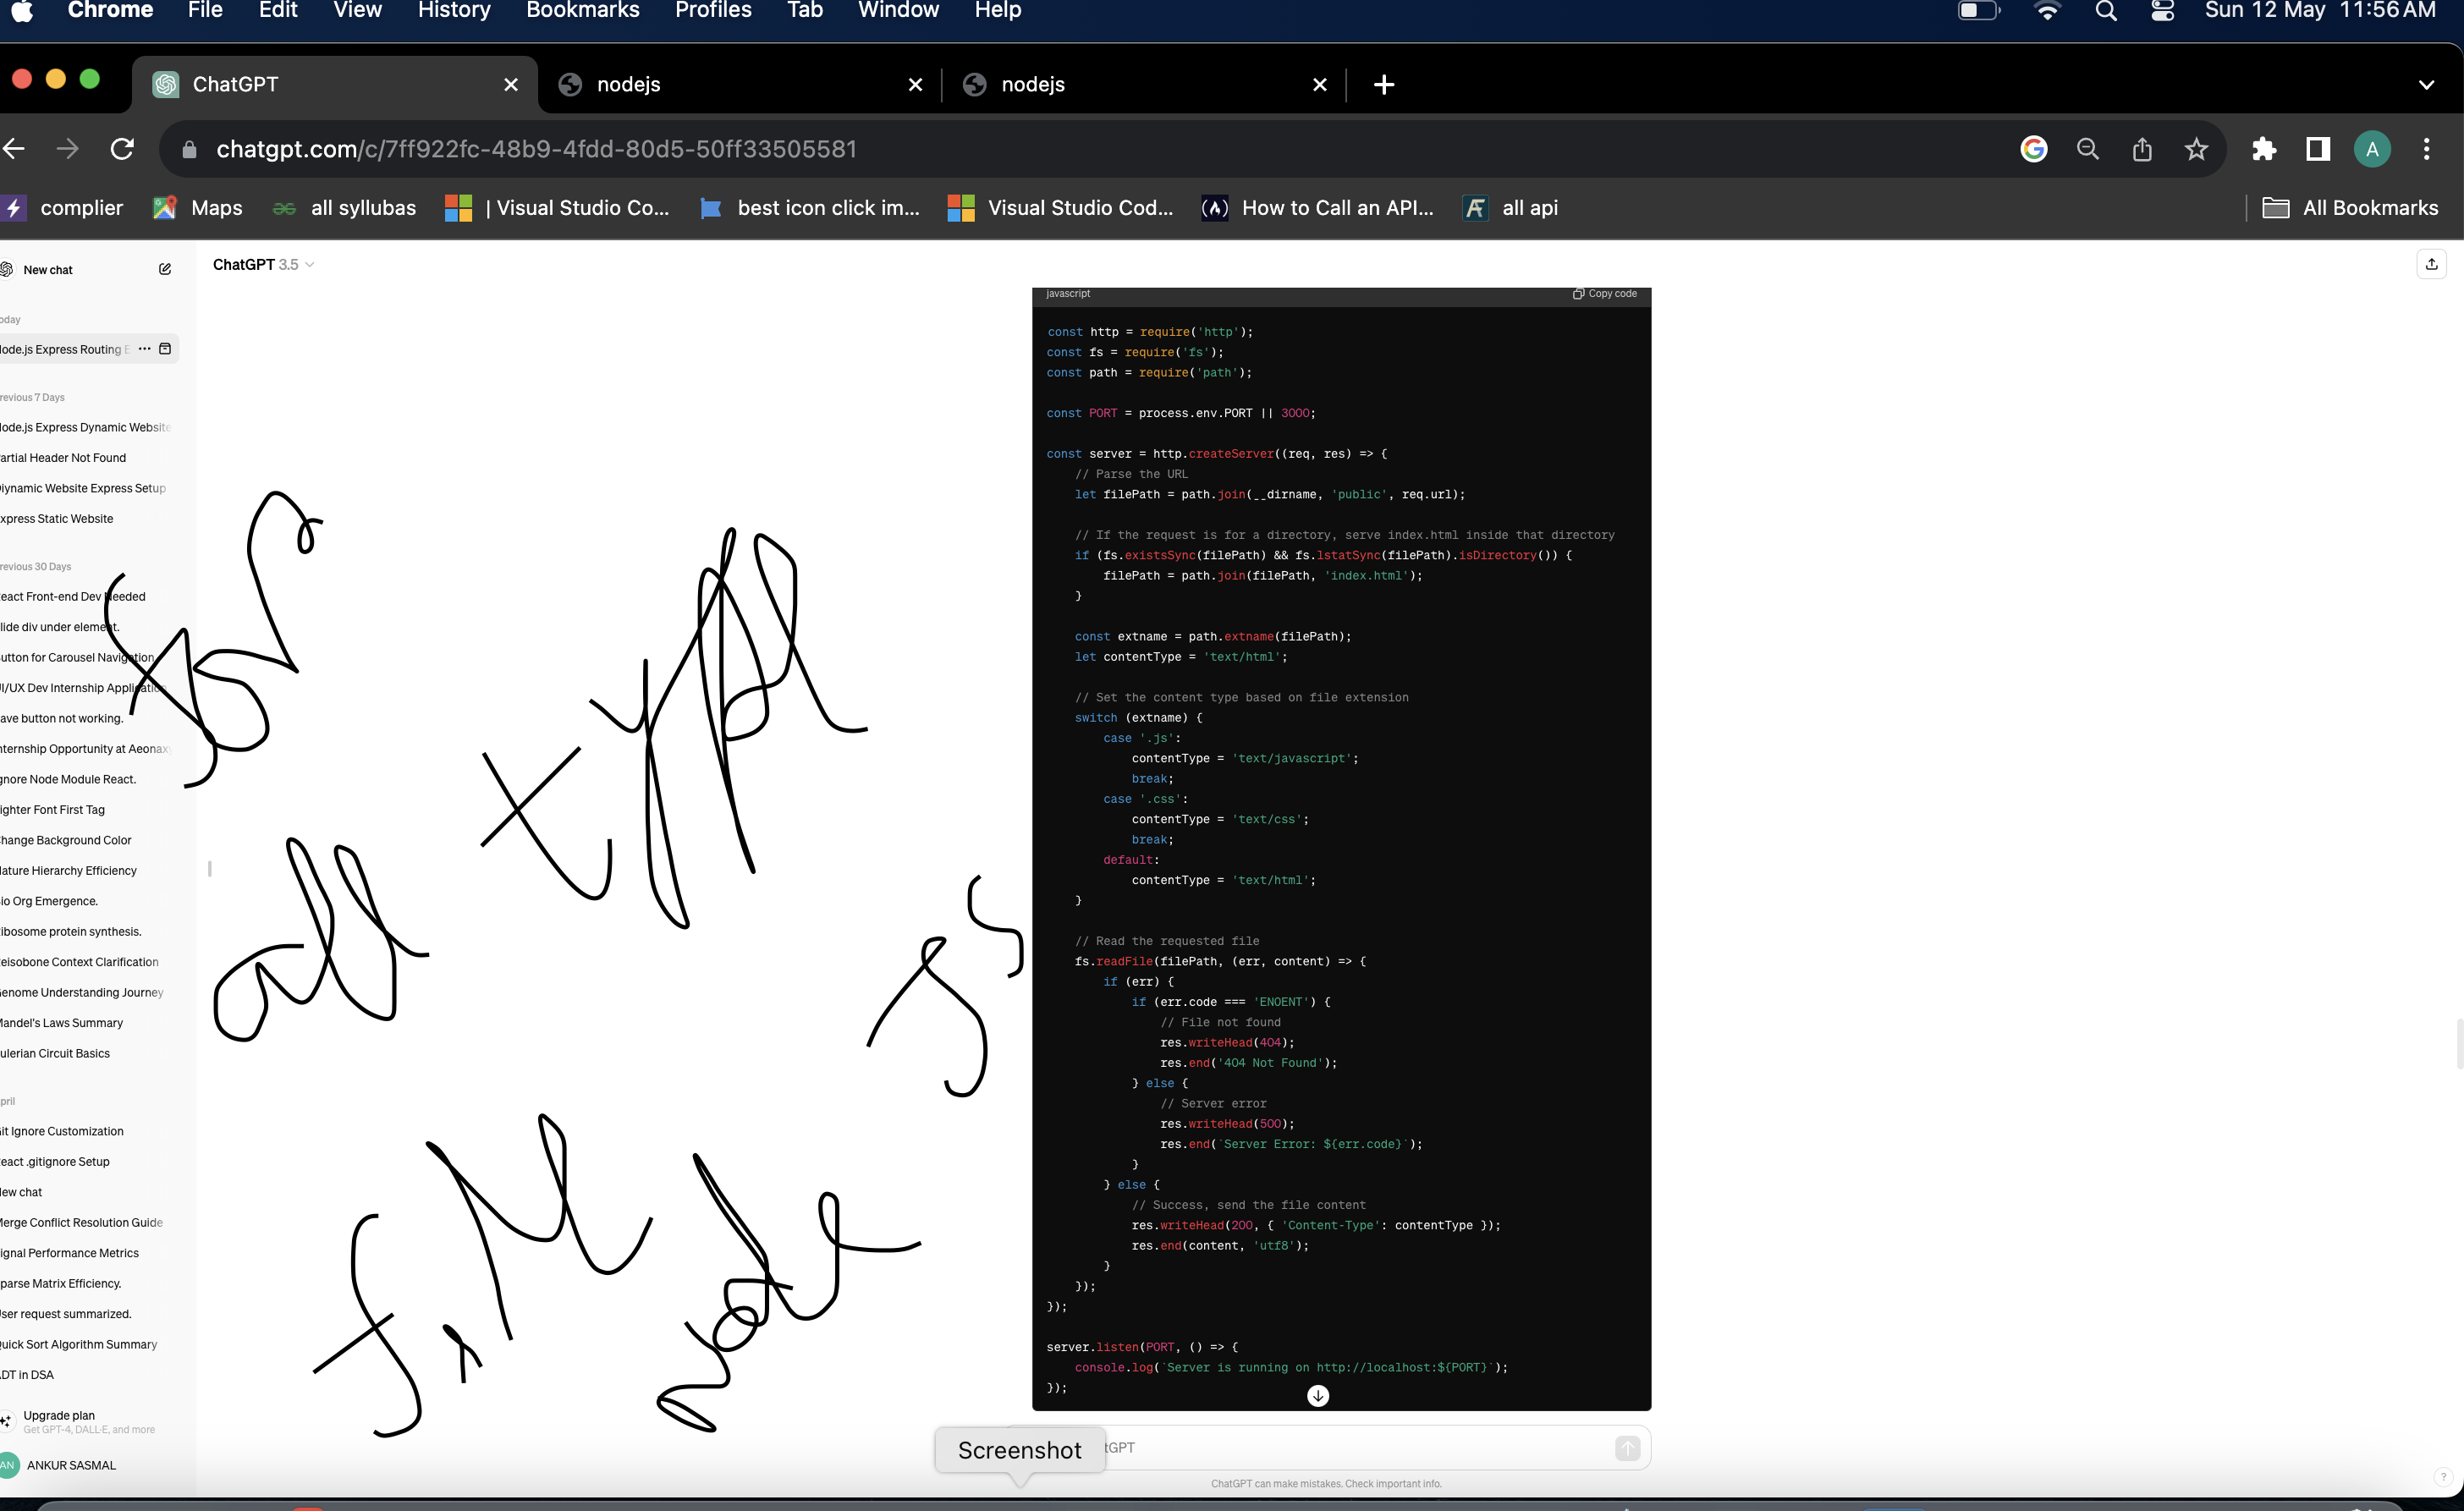 Chrome File Edit View History Bookmarks Profiles Tab Window Help Sun 12 May 11:56 AM
ChatGPT nodejs nodejs
chatgpt.com/c/7ff922fc-48b9-4fdd-80d5-50ff33505581 A
complier Maps all syllubas | Visual Studio Co... best icon click im... Visual Studio Cod... How to Call an API... all api All Bookmarks
New chat
ChatGPT 3.5
oday
lode.js Express Routing E
revious 7 Days
lode.js Express Dynamic Website
artial Header Not Found
iynamic Website Express Setup
xpress Static Website
revious 30 Days
eact Front-end Dev Needed
lide div under element.
utton for Carousel Navigation
I/UX Dev Internship Applicatio
ave button not working.
nternship Opportunity at Aeonax
gnore Node Module React.
ighter Font First Tag
hange Background Color
lature Hierarchy Efficiency
io Org Emergence.
ibosome protein synthesis.
eisobone Context Clarification
enome Understanding Journey
Mandel's Laws Summary
ulerian Circuit Basics
pril
it Ignore Customization
eact .gitignore Setup
lew chat
Merge Conflict Resolution Guide
ignal Performance Metrics
parse Matrix Efficiency.
ser request summarized.
uick Sort Algorithm Summary
DT in DSA
Upgrade plan
Get GPT-4, DALL·E, and more
AN ANKUR SASMAL
for
all type
js
file
node
javascript Copy code
const http = require('http');
const fs = require('fs');
const path = require('path');
const PORT = process.env.PORT || 3000;
const server = http.createServer((req, res) => {
// Parse the URL
let filePath = path.join(__dirname, 'public', req.url);
// If the request is for a directory, serve index.html inside that directory
if (fs.existsSync(filePath) && fs.lstatSync(filePath).isDirectory()) {
filePath = path.join(filePath, 'index.html');
}
const extname = path.extname(filePath);
let contentType = 'text/html';
// Set the content type based on file extension
switch (extname) {
case '.js':
contentType = 'text/javascript';
break;
case '.css':
contentType = 'text/css';
break;
default:
contentType = 'text/html';
}
// Read the requested file
fs.readFile(filePath, (err, content) => {
if (err) {
if (err.code === 'ENOENT') {
// File not found
res.writeHead(404);
res.end('404 Not Found');
} else {
// Server error
res.writeHead(500);
res.end(`Server Error: ${err.code}`);
}
} else {
// Success, send the file content
res.writeHead(200, { 'Content-Type': contentType });
res.end(content, 'utf8');
}
});
});
server.listen(PORT, () => {
console.log(`Server is running on http://localhost:${PORT}`);
});
Screenshot tGPT
ChatGPT can make mistakes. Check important info. ?